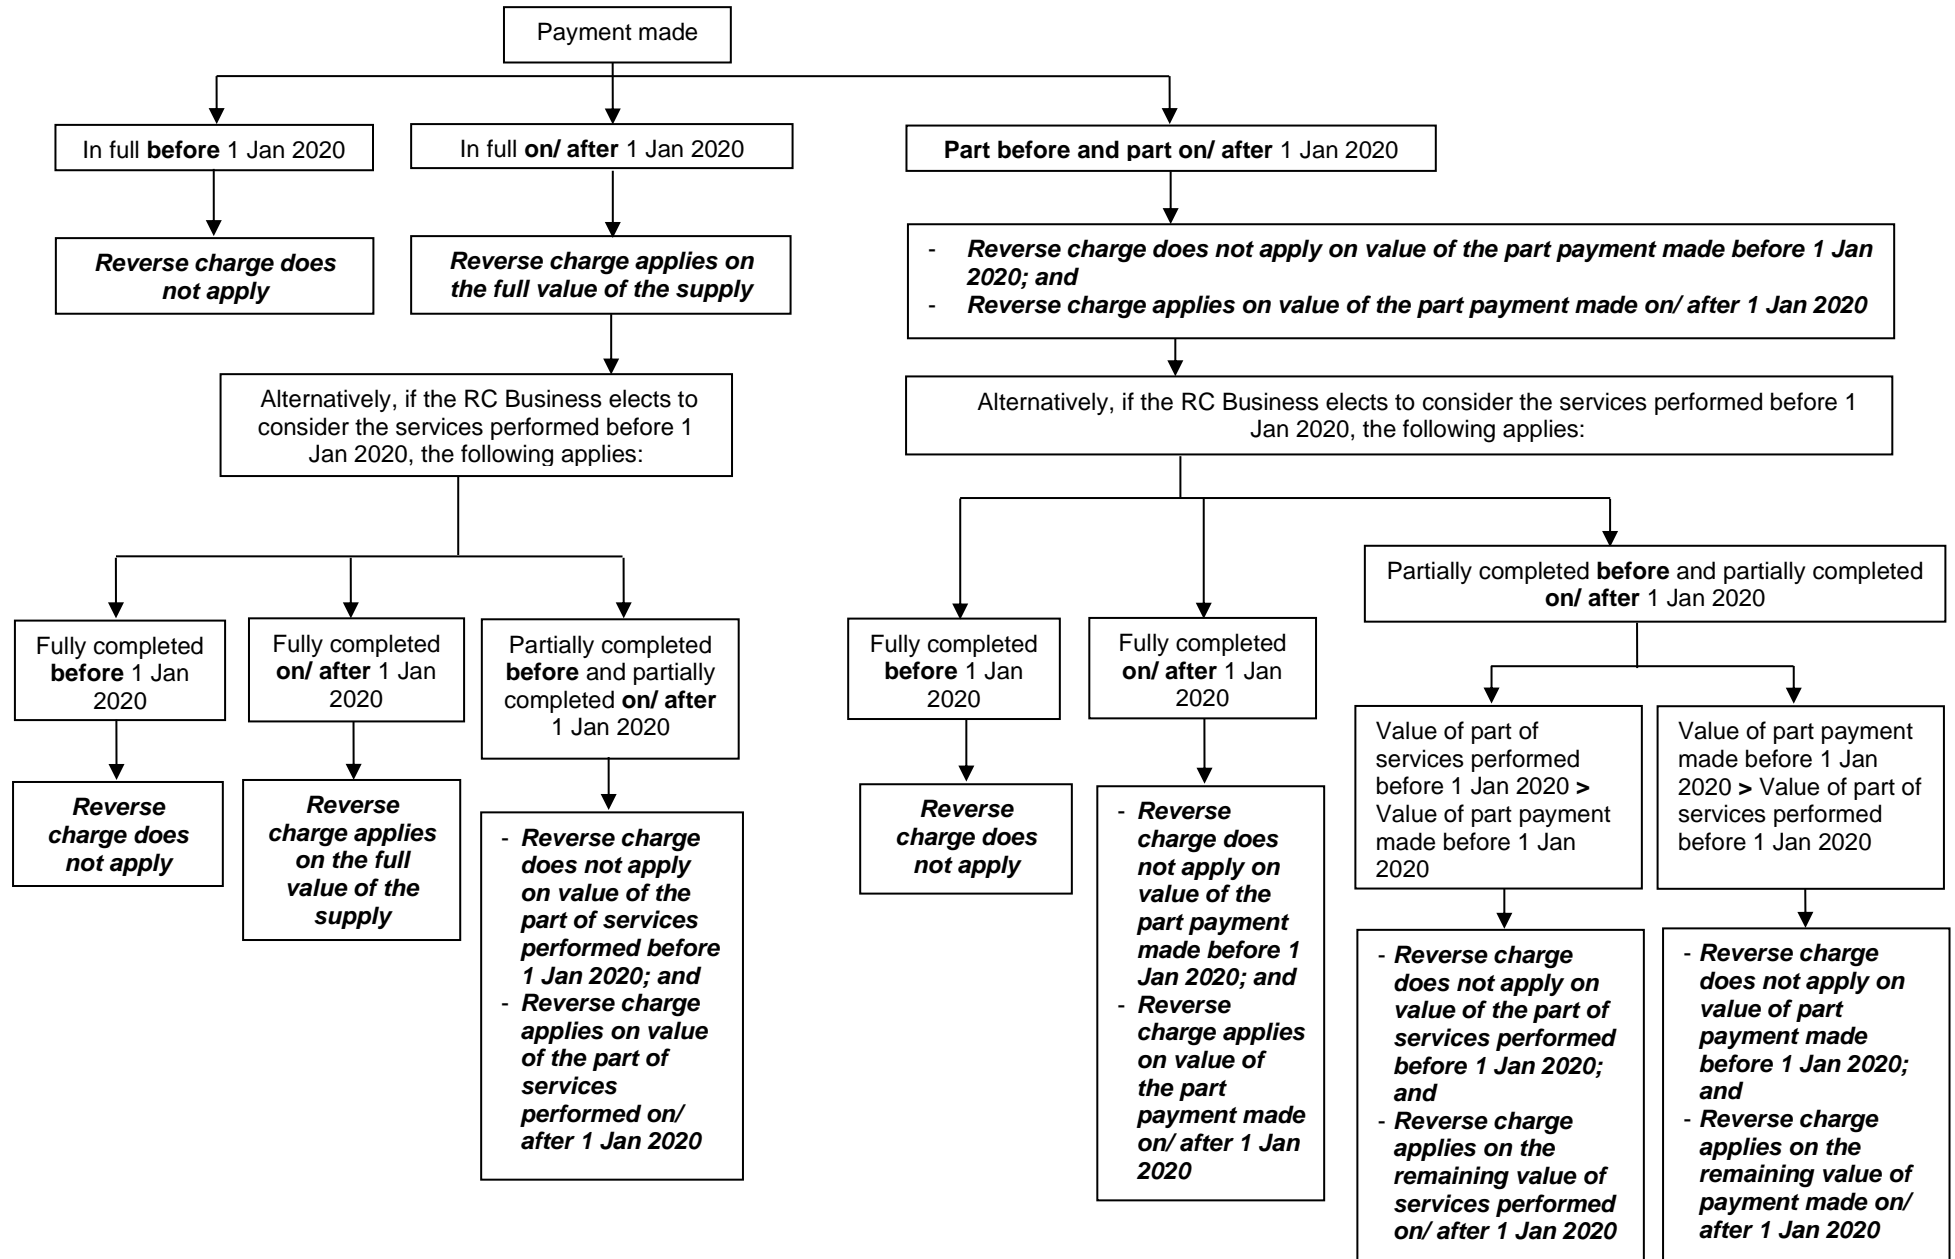 Payment made
In full before 1 Jan 2020
In full on/ after 1 Jan 2020
Part before and part on/ after 1 Jan 2020
Reverse charge does
not apply
Reverse charge applies on
the full value of the supply
- Reverse charge does not apply on value of the part payment made before 1 Jan
2020; and
- Reverse charge applies on value of the part payment made on/ after 1 Jan 2020
Alternatively, if the RC Business elects to
consider the services performed before 1
Jan 2020, the following applies:
Alternatively, if the RC Business elects to consider the services performed before 1
Jan 2020, the following applies:
Fully completed
before 1 Jan
2020
Fully completed
on/ after 1 Jan
2020
Partially completed
before and partially
completed on/ after
1 Jan 2020
Reverse
charge does
not apply
Reverse
charge applies
on the full
value of the
supply
- Reverse charge
does not apply
on value of the
part of services
performed before
1 Jan 2020; and
- Reverse charge
applies on value
of the part of
services
performed on/
after 1 Jan 2020
Fully completed
before 1 Jan
2020
Fully completed
on/ after 1 Jan
2020
Partially completed before and partially completed
on/ after 1 Jan 2020
Reverse
charge does
not apply
- Reverse
charge does
not apply on
value of the
part payment
made before 1
Jan 2020; and
- Reverse
charge applies
on value of
the part
payment made
on/ after 1 Jan
2020
Value of part of
services performed
before 1 Jan 2020 >
Value of part payment
made before 1 Jan
2020
Value of part payment
made before 1 Jan
2020 > Value of part of
services performed
before 1 Jan 2020
- Reverse charge
does not apply on
value of the part of
services performed
before 1 Jan 2020;
and
- Reverse charge
applies on the
remaining value of
services performed
on/ after 1 Jan 2020
- Reverse charge
does not apply on
value of part
payment made
before 1 Jan 2020;
and
- Reverse charge
applies on the
remaining value of
payment made on/
after 1 Jan 2020